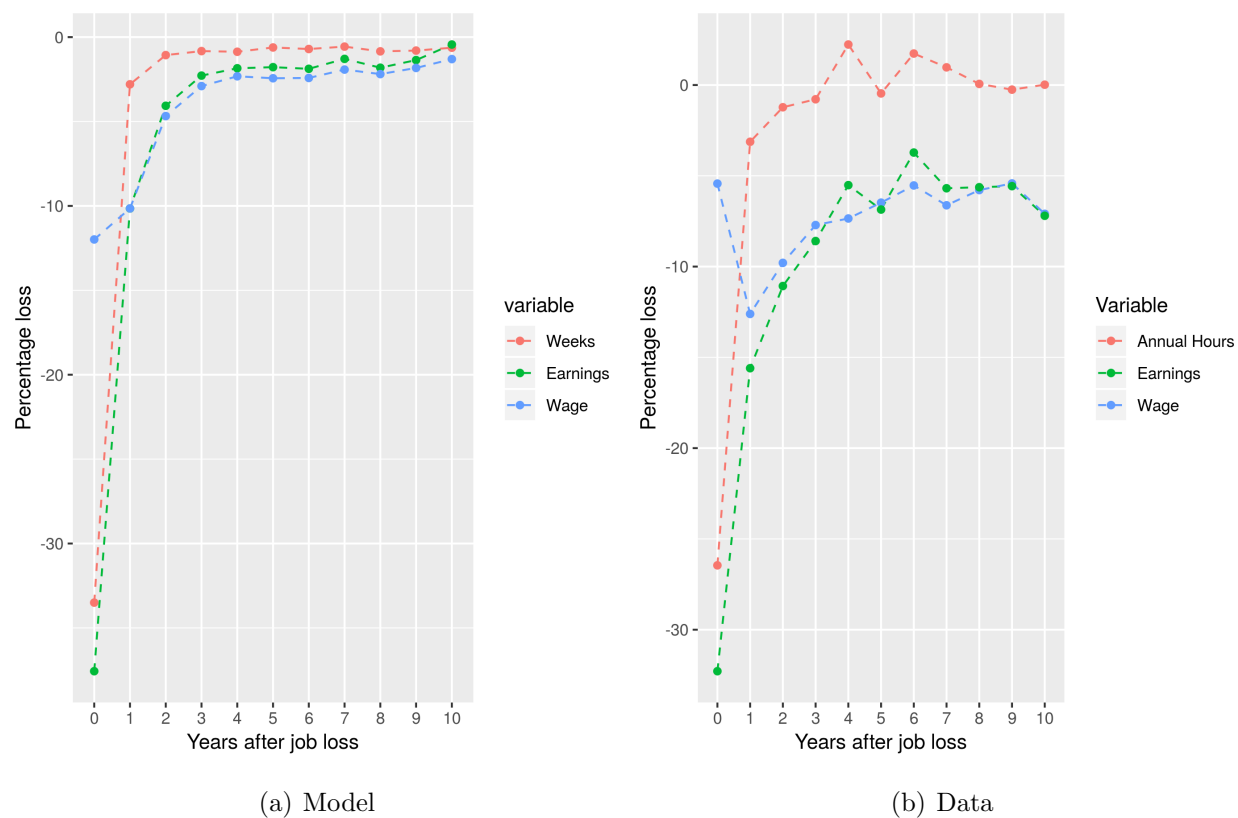 0
-10
-20
-30
Percentage loss
0 1 2 3 4 5 6 7 8 9 10
Years after job loss
variable
Weeks
Earnings
Wage
(a) Model
0
-10
-20
-30
Percentage loss
0 1 2 3 4 5 6 7 8 9 10
Years after job loss
Variable
Annual Hours
Earnings
Wage
(b) Data